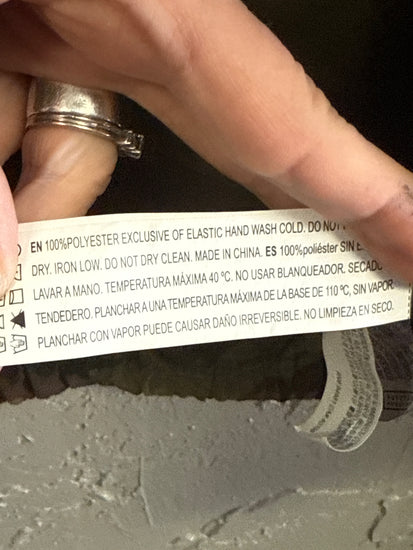 EN 100%POLYESTER EXCLUSIVE OF ELASTIC HAND WASH COLD. DO NOT
DRY. IRON LOW. DO NOT DRY CLEAN. MADE IN CHINA. ES 100%poliéster SIN
LAVAR A MANO. TEMPERATURA MÁXIMA 40 ºC. NO USAR BLANQUEADOR. SECADO
TENDEDERO. PLANCHAR A UNA TEMPERATURA MÁXIMA DE LA BASE DE 110 ºC, SIN VAPOR.
PLANCHAR CON VAPOR PUEDE CAUSAR DAÑO IRREVERSIBLE. NO LIMPIEZA EN SECO.